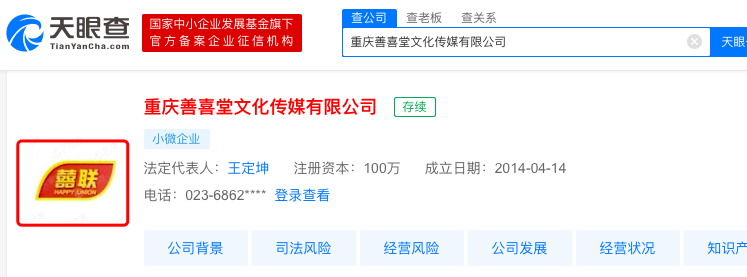 天眼查
TianYanCha.com
国家中小企业发展基金旗下
官方备案企业征信机构
查公司 查老板 查关系
重庆善喜堂文化传媒有限公司
天眼
重庆善喜堂文化传媒有限公司 存续
小微企业
囍联
HAPPY UNION
法定代表人：王定坤 注册资本：100万 成立日期：2014-04-14
电话：023-6862**** 登录查看
公司背景 司法风险 经营风险 公司发展 经营状况 知识产